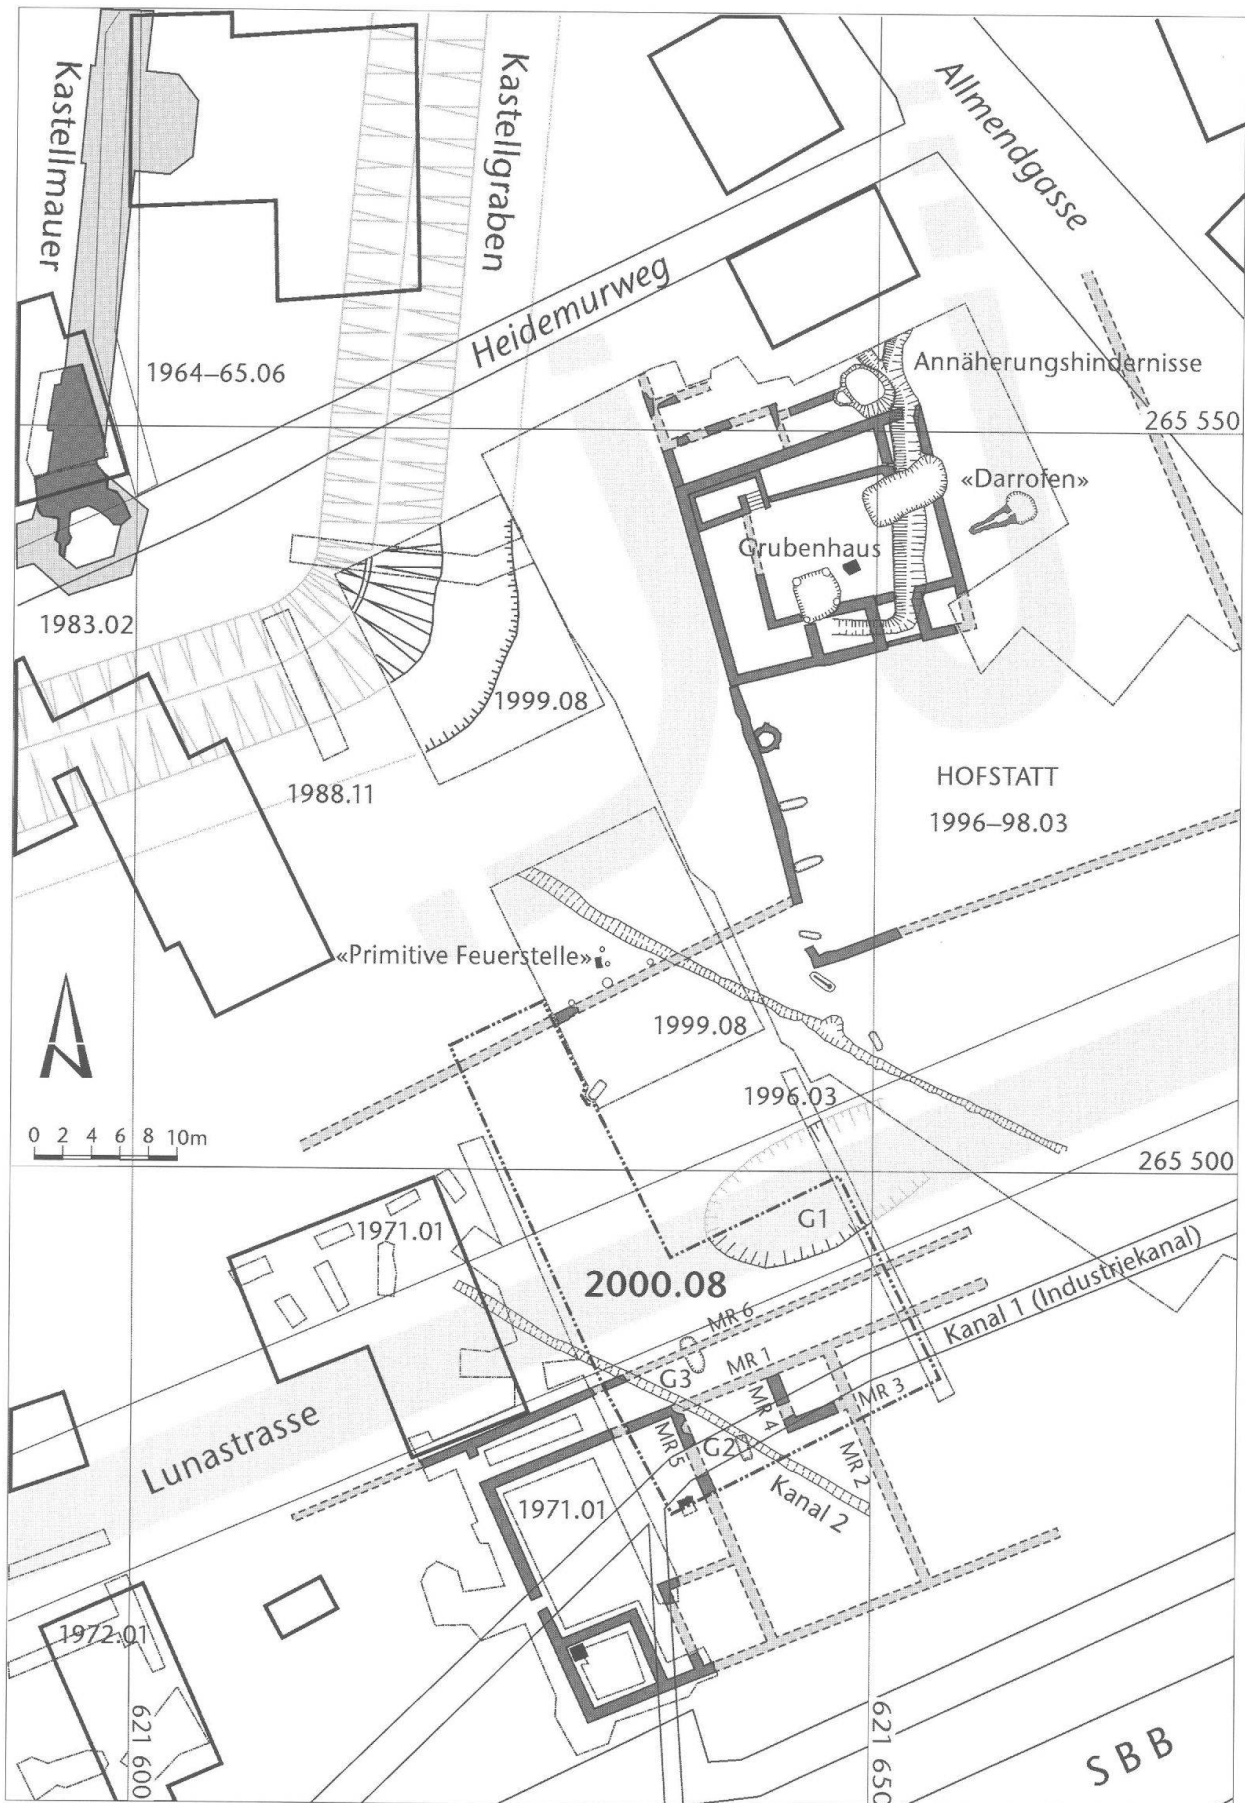 Kastellmauer
Kastellgraben
Allmendgasse
Heidemurweg
1964–65.06
Annäherungshindernisse
265 550
«Darrofen»
Grubenhaus
1983.02
1999.08
1988.11
HOFSTATT
1996–98.03
«Primitive Feuerstelle»
N
1999.08
1996.03
0 2 4 6 8 10m
265 500
1971.01
G1
2000.08
MR 6
Kanal 1 (Industriekanal)
MR 1
G3
MR 4
MR 3
Lunastrasse
MR 5
G2
MR 2
1971.01
Kanal 2
1972.01
621 600
621 650
SBB